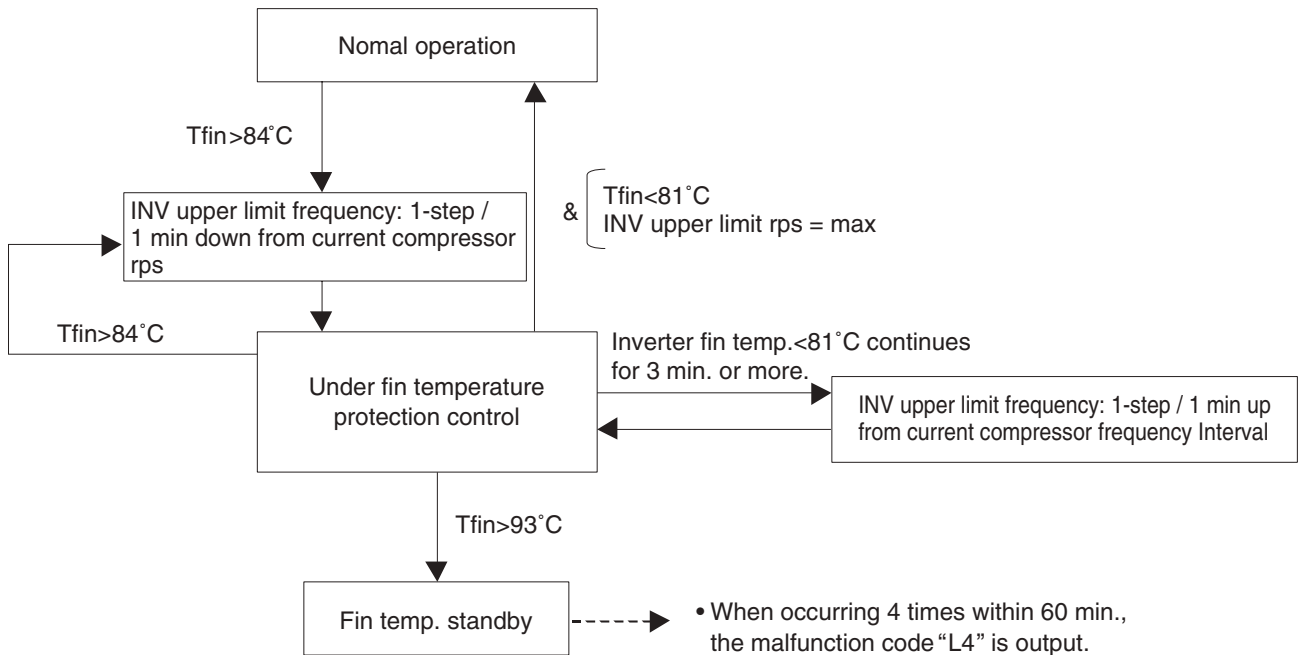 Nomal operation
Tfin>84˚C
&
Tfin<81˚C
INV upper limit rps = max
INV upper limit frequency: 1-step /
1 min down from current compressor
rps
Tfin>84˚C
Under fin temperature
protection control
Inverter fin temp.<81˚C continues
for 3 min. or more.
INV upper limit frequency: 1-step / 1 min up
from current compressor frequency Interval
Tfin>93˚C
Fin temp. standby
• When occurring 4 times within 60 min.,
the malfunction code “L4” is output.